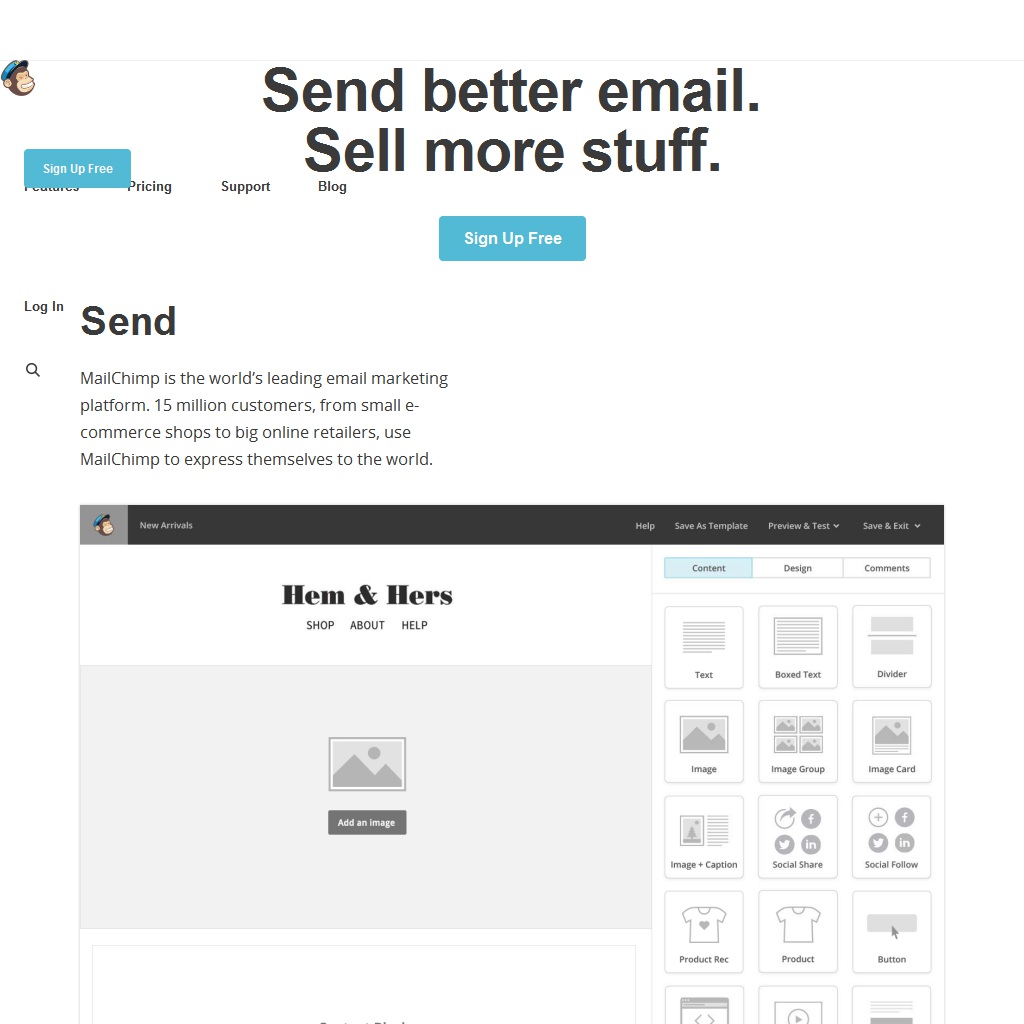 Send better email.
Sell more stuff.
Sign Up Free
Features Pricing Support Blog
Sign Up Free
Log In
Send
MailChimp is the world’s leading email marketing
platform. 15 million customers, from small e-
commerce shops to big online retailers, use
MailChimp to express themselves to the world.
New Arrivals Help Save As Template Preview & Test Save & Exit
Content Design Comments
Hem & Hers
SHOP ABOUT HELP
Text Boxed Text Divider
Image Image Group Image Card
Add an image
Image + Caption Social Share Social Follow
Product Rec Product Button